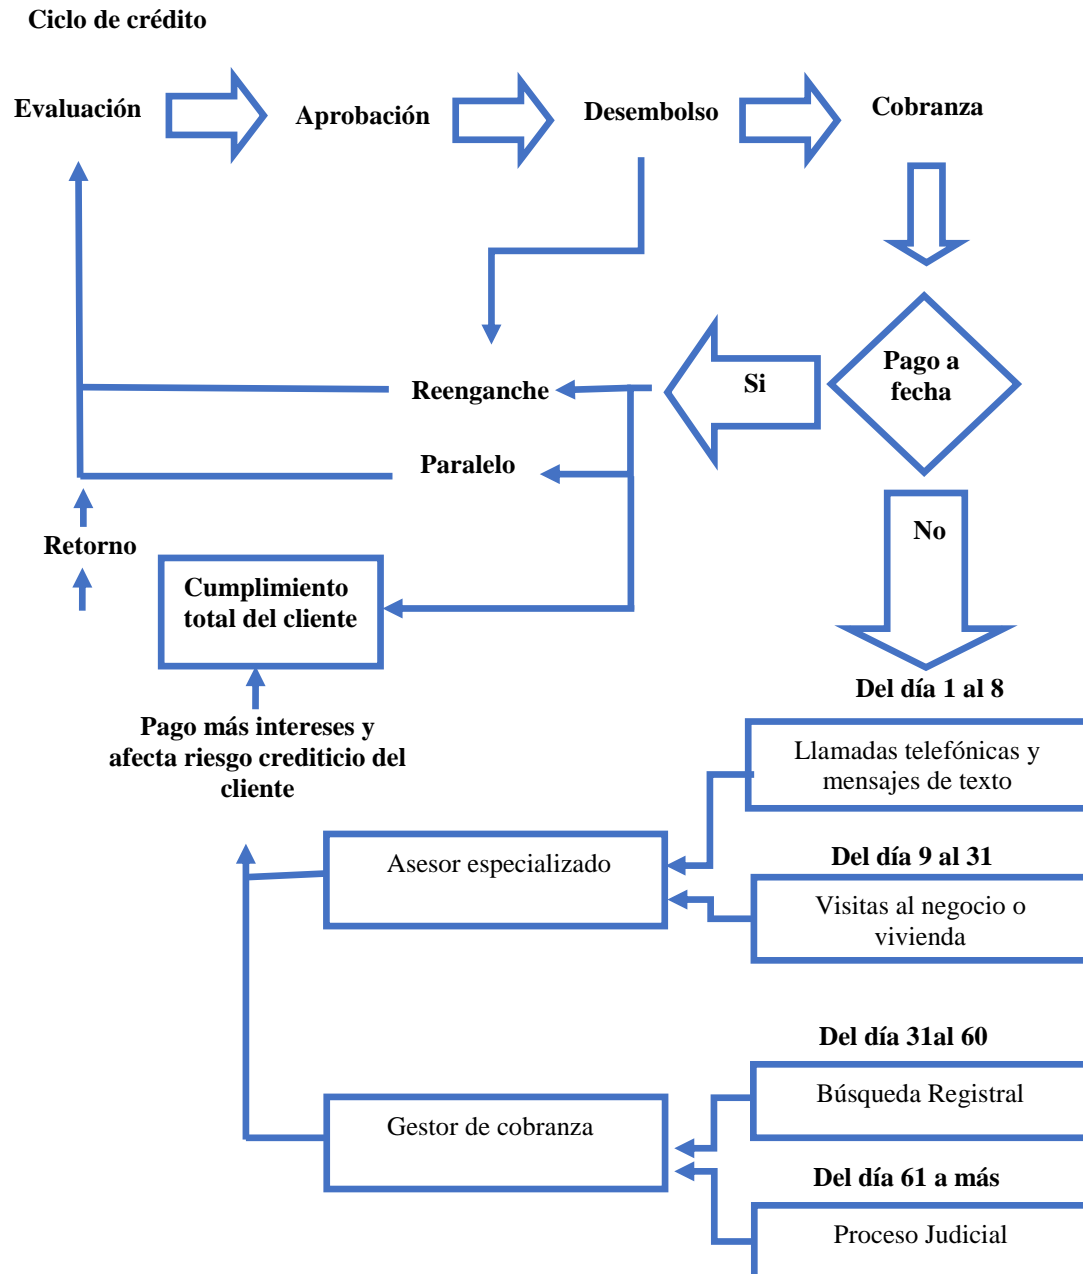 Ciclo de crédito
Evaluación
Aprobación
Desembolso
Cobranza
Pago a
fecha
Si
Reenganche
Paralelo
No
Retorno
Cumplimiento
total del cliente
Del día 1 al 8
Pago más intereses y
afecta riesgo crediticio del
cliente
Llamadas telefónicas y
mensajes de texto
Asesor especializado
Del día 9 al 31
Visitas al negocio o
vivienda
Del día 31al 60
Búsqueda Registral
Gestor de cobranza
Del día 61 a más
Proceso Judicial